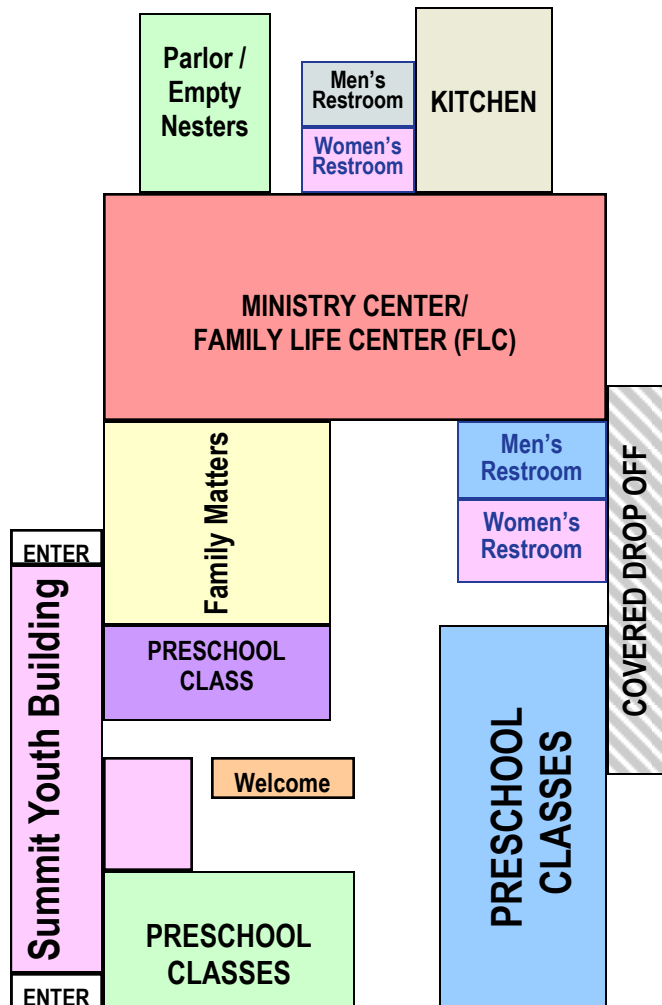 Parlor /
Empty
Nesters
Men's
Restroom
Women's
Restroom
KITCHEN
MINISTRY CENTER/
FAMILY LIFE CENTER (FLC)
Family Matters
Men's
Restroom
Women's
Restroom
COVERED DROP OFF
ENTER
Summit Youth Building
PRESCHOOL
CLASS
Welcome
PRESCHOOL
CLASSES
PRESCHOOL
CLASSES
ENTER